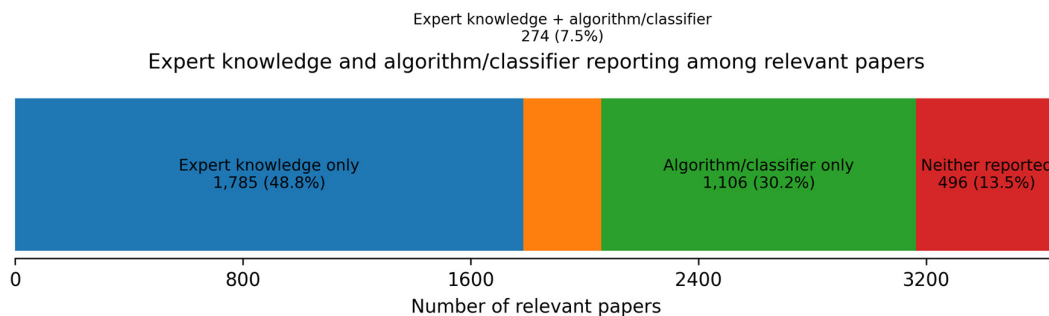 Expert knowledge + algorithm/classifier
274 (7.5%)
Expert knowledge and algorithm/classifier reporting among relevant papers
Expert knowledge only
1,785 (48.8%)
Algorithm/classifier only
1,106 (30.2%)
Neither reported
496 (13.5%)
0 800 1600 2400 3200
Number of relevant papers